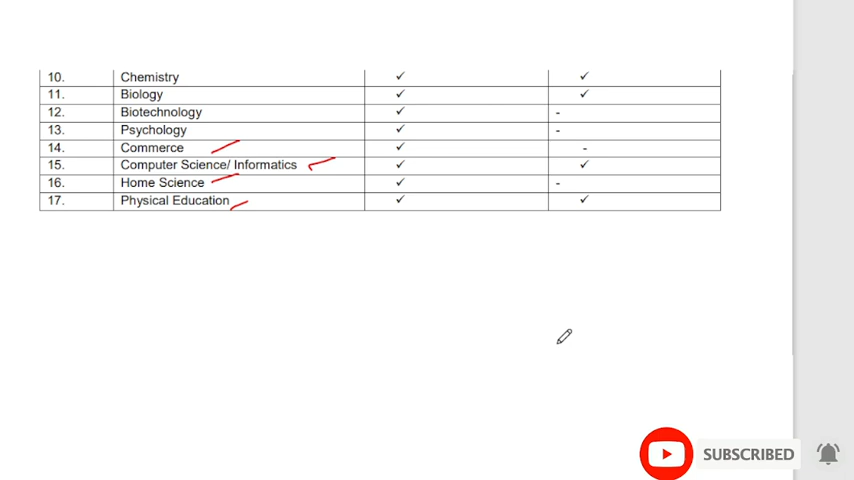 10. Chemistry ✓ ✓
11. Biology ✓ ✓
12. Biotechnology ✓ -
13. Psychology ✓ -
14. Commerce ✓ -
15. Computer Science/ Informatics ✓ ✓
16. Home Science ✓ -
17. Physical Education ✓ ✓
SUBSCRIBED